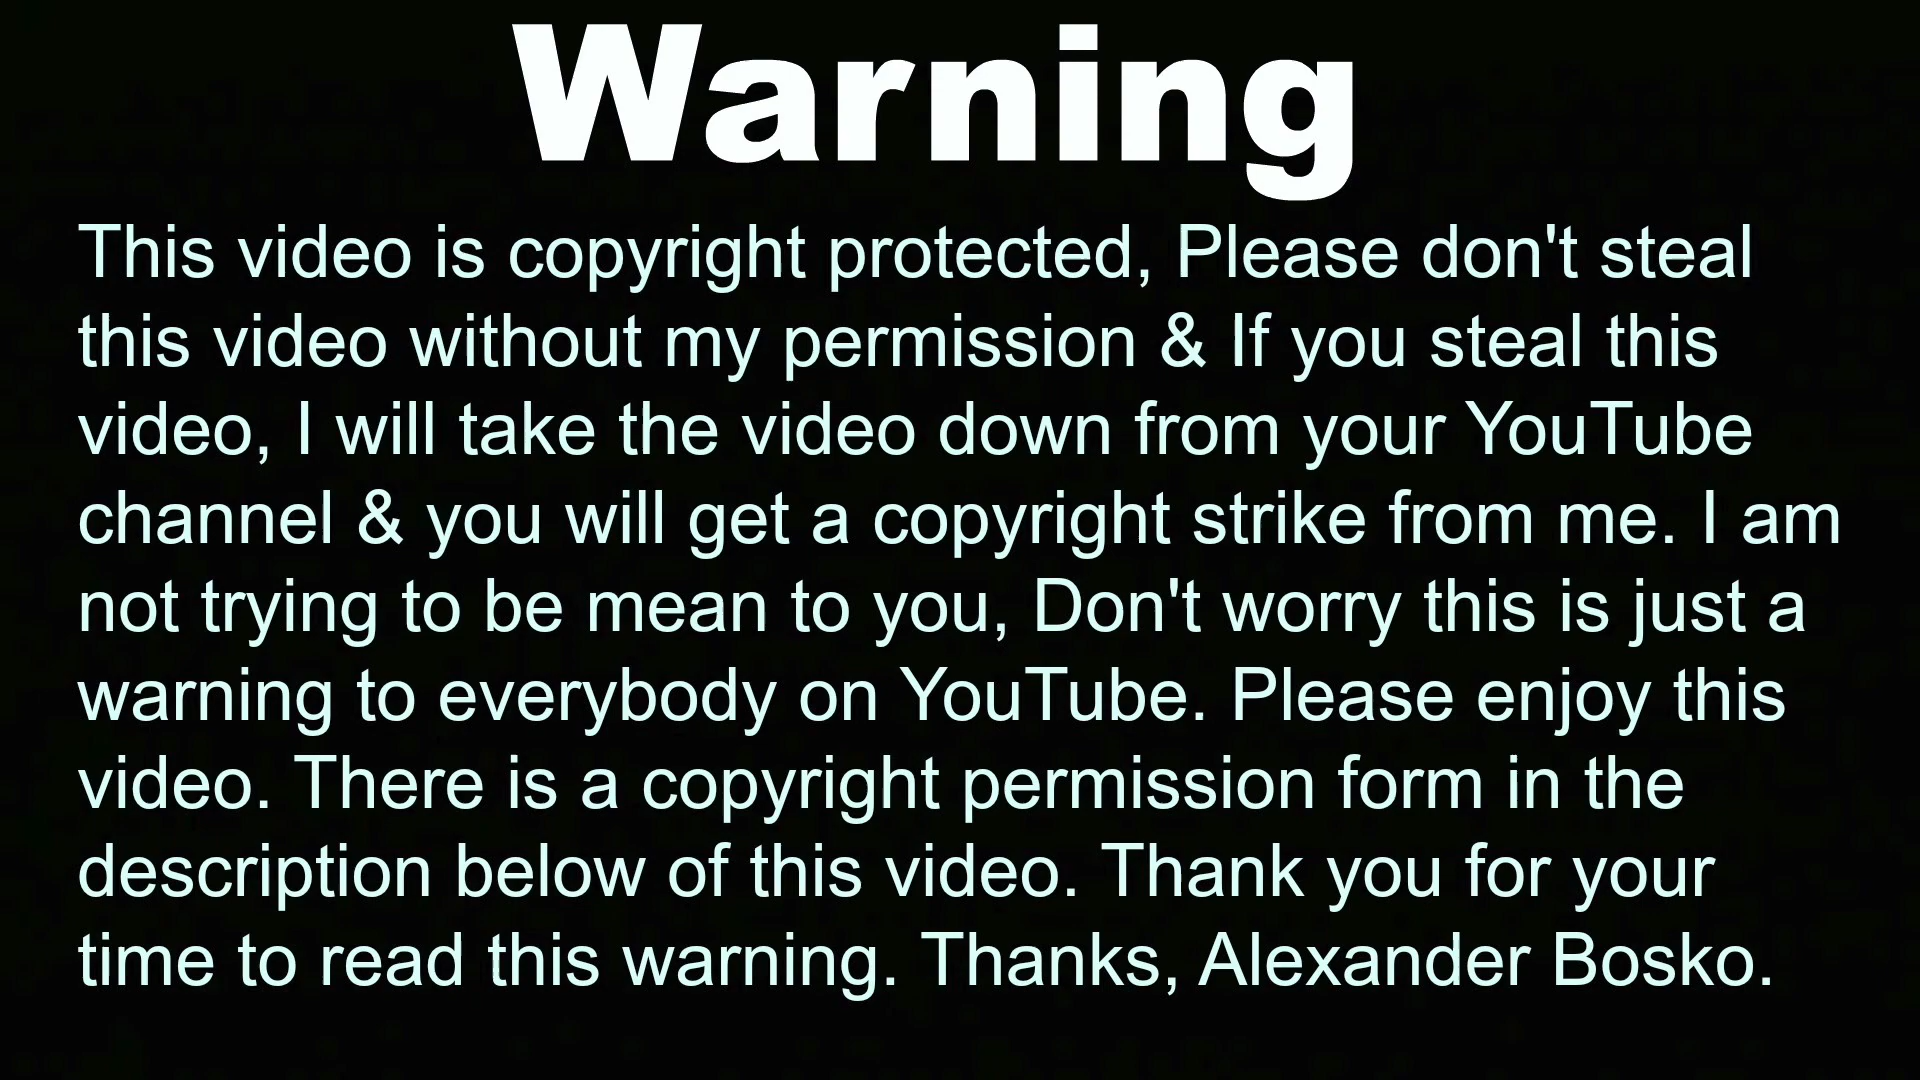 Warning
This video is copyright protected, Please don't steal
this video without my permission & If you steal this
video, I will take the video down from your YouTube
channel & you will get a copyright strike from me. I am
not trying to be mean to you, Don't worry this is just a
warning to everybody on YouTube. Please enjoy this
video. There is a copyright permission form in the
description below of this video. Thank you for your
time to read this warning. Thanks, Alexander Bosko.